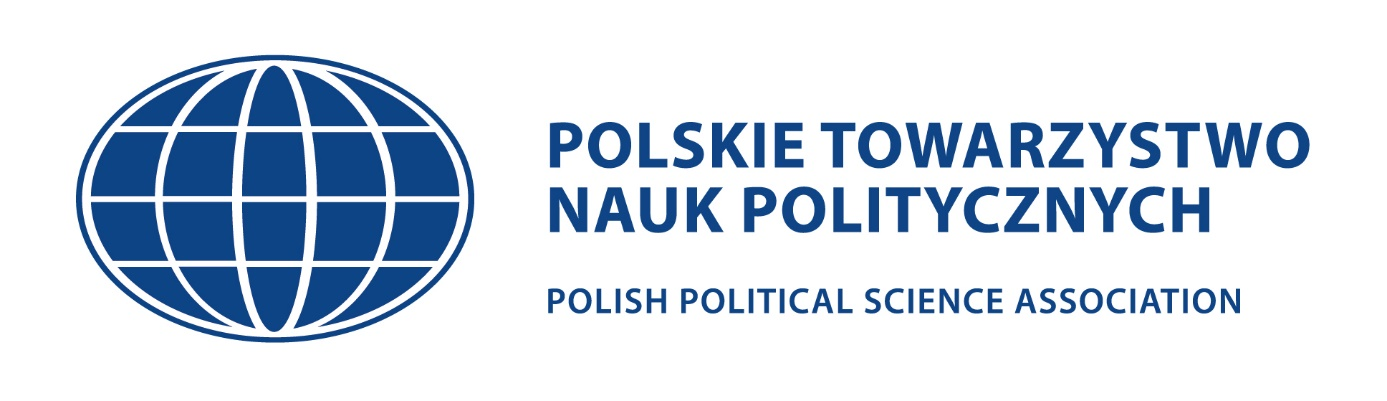 POLSKIE TOWARZYSTWO
NAUK POLITYCZNYCH
POLISH POLITICAL SCIENCE ASSOCIATION